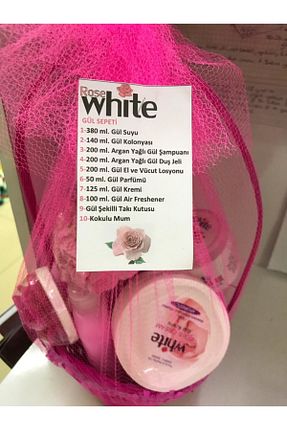 Rose
white
GÜL SEPETİ
1-380 ml. Gül Suyu
2-140 ml. Gül Kolonyası
3-200 ml. Argan Yağlı Gül Şampuanı
4-200 ml. Argan Yağlı Gül Duş Jeli
5-200 ml. Gül El ve Vücut Losyonu
6-50 ml. Gül Parfümü
7-125 ml. Gül Kremi
8-100 ml. Gül Air Freshener
9-Gül Şekilli Takı Kutusu
10-Kokulu Mum
white